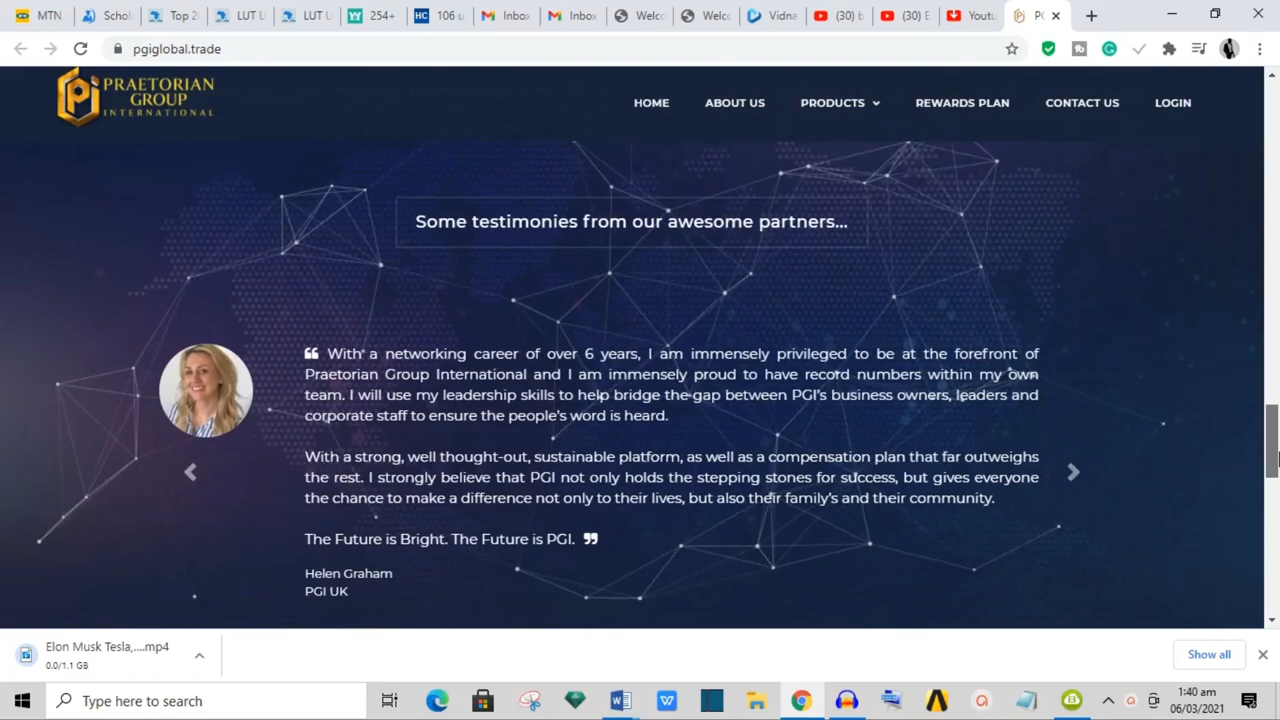 MTN
Schol
Top 2
LUT U
LUT U
254+
HC
106 u
Inbox
Inbox
Welc
Welc
Vidna
(30) b
(30) E
Youtu
PG
pgiglobal.trade
PRAETORIAN
GROUP
INTERNATIONAL
HOME
ABOUT US
PRODUCTS
REWARDS PLAN
CONTACT US
LOGIN
Some testimonies from our awesome partners...
❝ With a networking career of over 6 years, I am immensely privileged to be at the forefront of
Praetorian Group International and I am immensely proud to have record numbers within my own
team. I will use my leadership skills to help bridge the gap between PGI's business owners, leaders and
corporate staff to ensure the people's word is heard.
With a strong, well thought-out, sustainable platform, as well as a compensation plan that far outweighs
the rest. I strongly believe that PGI not only holds the stepping stones for success, but gives everyone
the chance to make a difference not only to their lives, but also their family's and their community.
The Future is Bright. The Future is PGI. ❞
Helen Graham
PGI UK
Elon Musk Tesla,....mp4
0.0/1.1 GB
Show all
Type here to search
1:40 am
06/03/2021